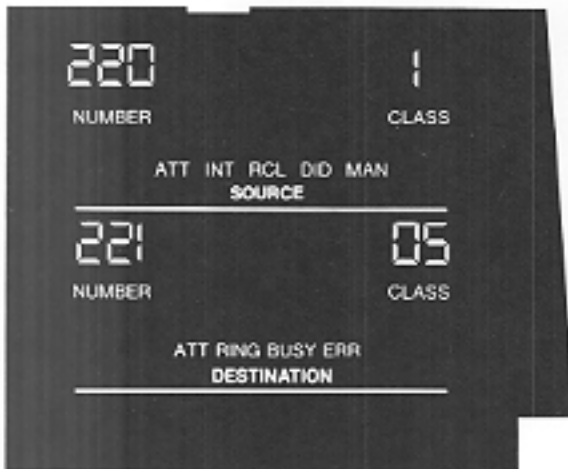 220 1
NUMBER CLASS
ATT INT RCL DID MAN
SOURCE
221 05
NUMBER CLASS
ATT RING BUSY ERR
DESTINATION